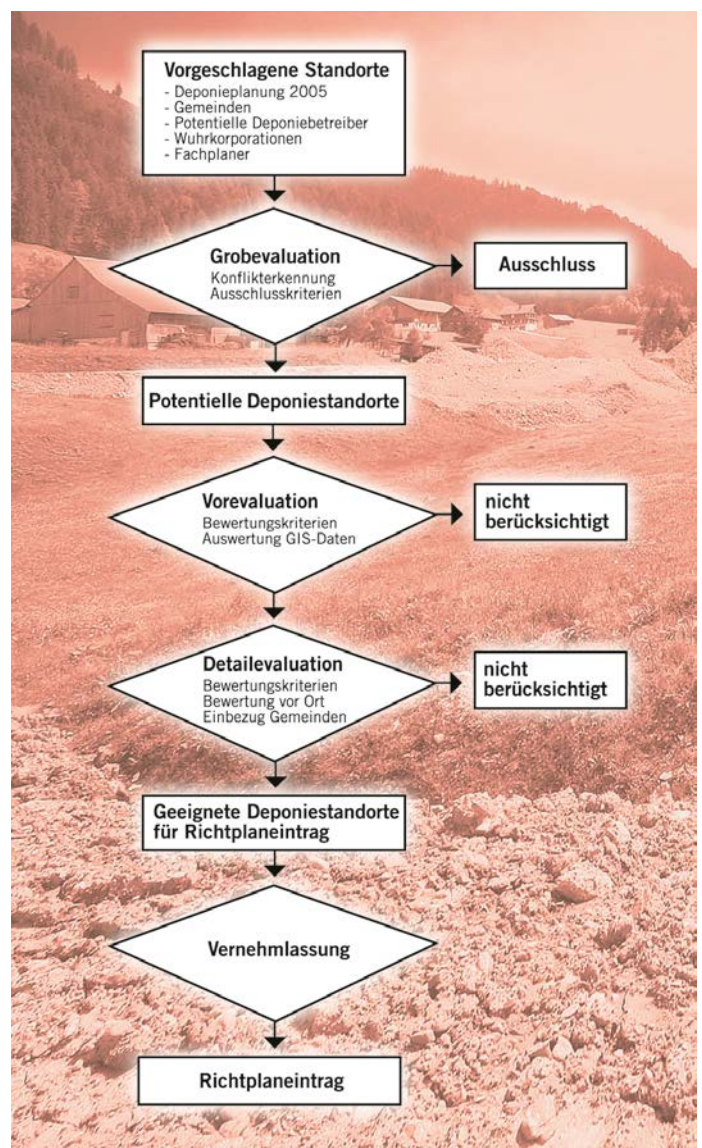 Vorgeschlagene Standorte
- Deponieplanung 2005
- Gemeinden
- Potentielle Deponiebetreiber
- Wuhrkorporationen
- Fachplaner
Grobevaluation
Konflikterkennung
Ausschlusskriterien
Ausschluss
Potentielle Deponiestandorte
Vorevaluation
Bewertungskriterien
Auswertung GIS-Daten
nicht
berücksichtigt
Detailevaluation
Bewertungskriterien
Bewertung vor Ort
Einbezug Gemeinden
nicht
berücksichtigt
Geeignete Deponiestandorte
für Richtplaneintrag
Vernehmlassung
Richtplaneintrag